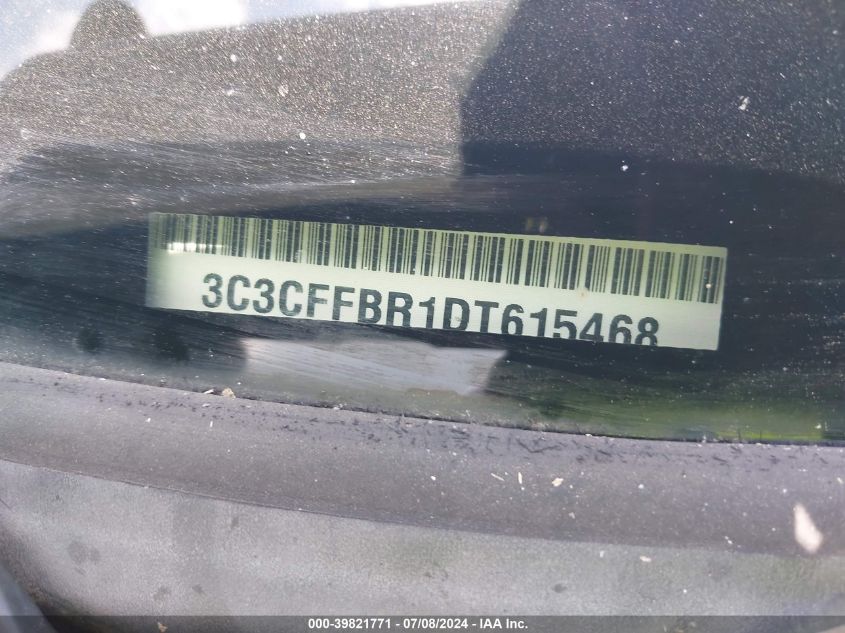 3C3CFFBR1DT615468
000-39821771 - 07/08/2024 - IAA Inc.